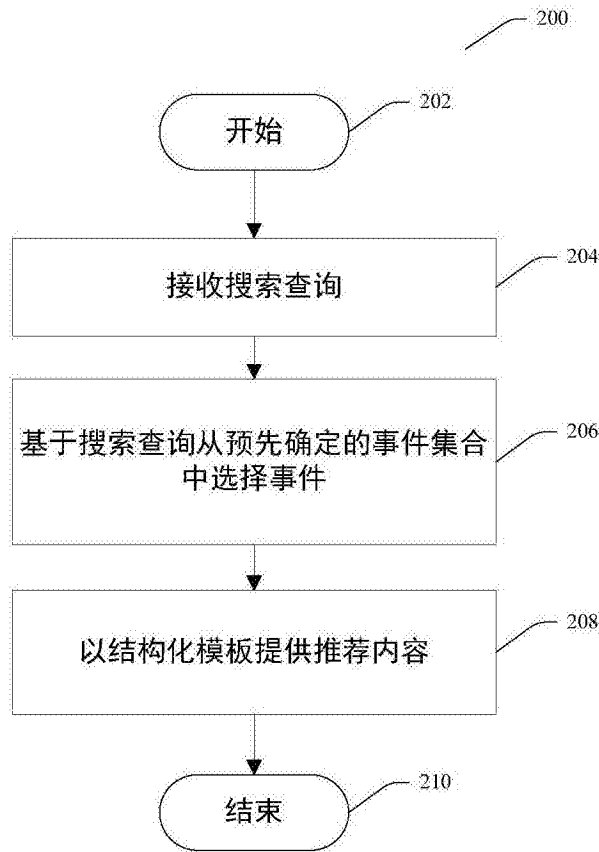 200
开始
202
接收搜索查询
204
基于搜索查询从预先确定的事件集合
中选择事件
206
以结构化模板提供推荐内容
208
结束
210